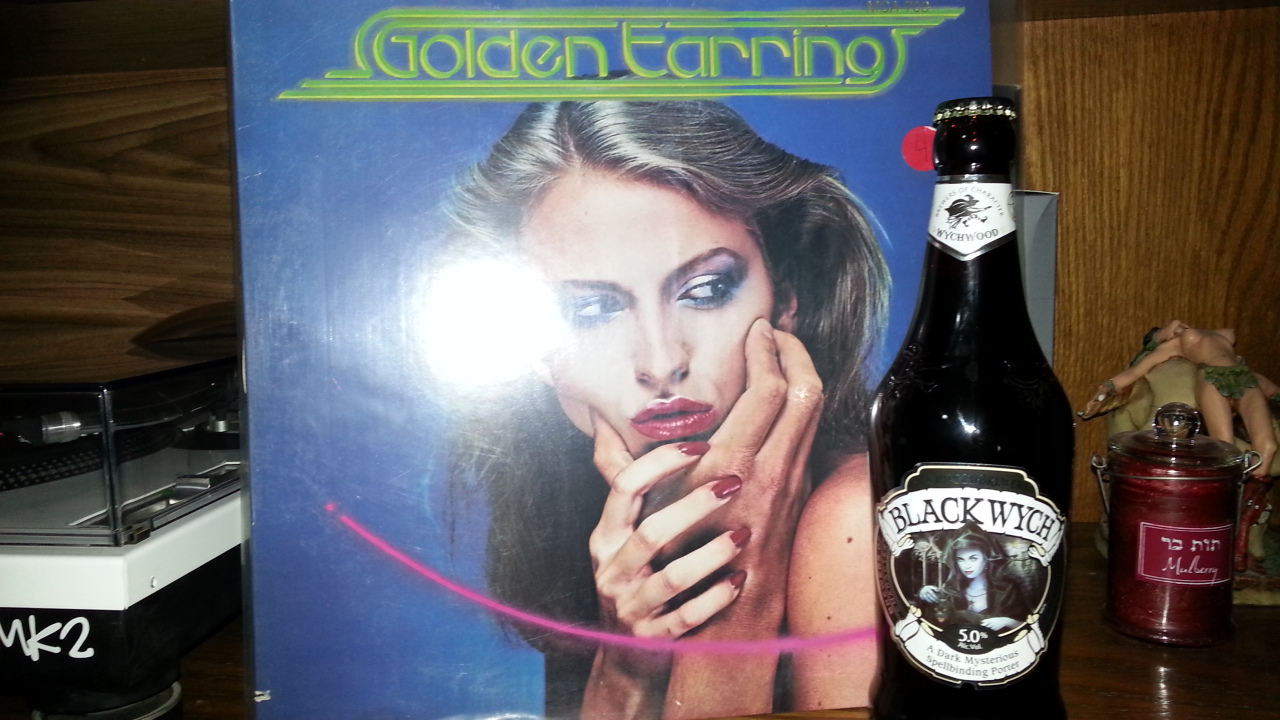 Golden Earring
BREWERS OF CHARACTER
WYCHWOOD
BLACK WYCH
5.0%
Alc.Vol.
A Dark Mysterious
Spellbinding Porter
תות בר
Mulberry
MK2